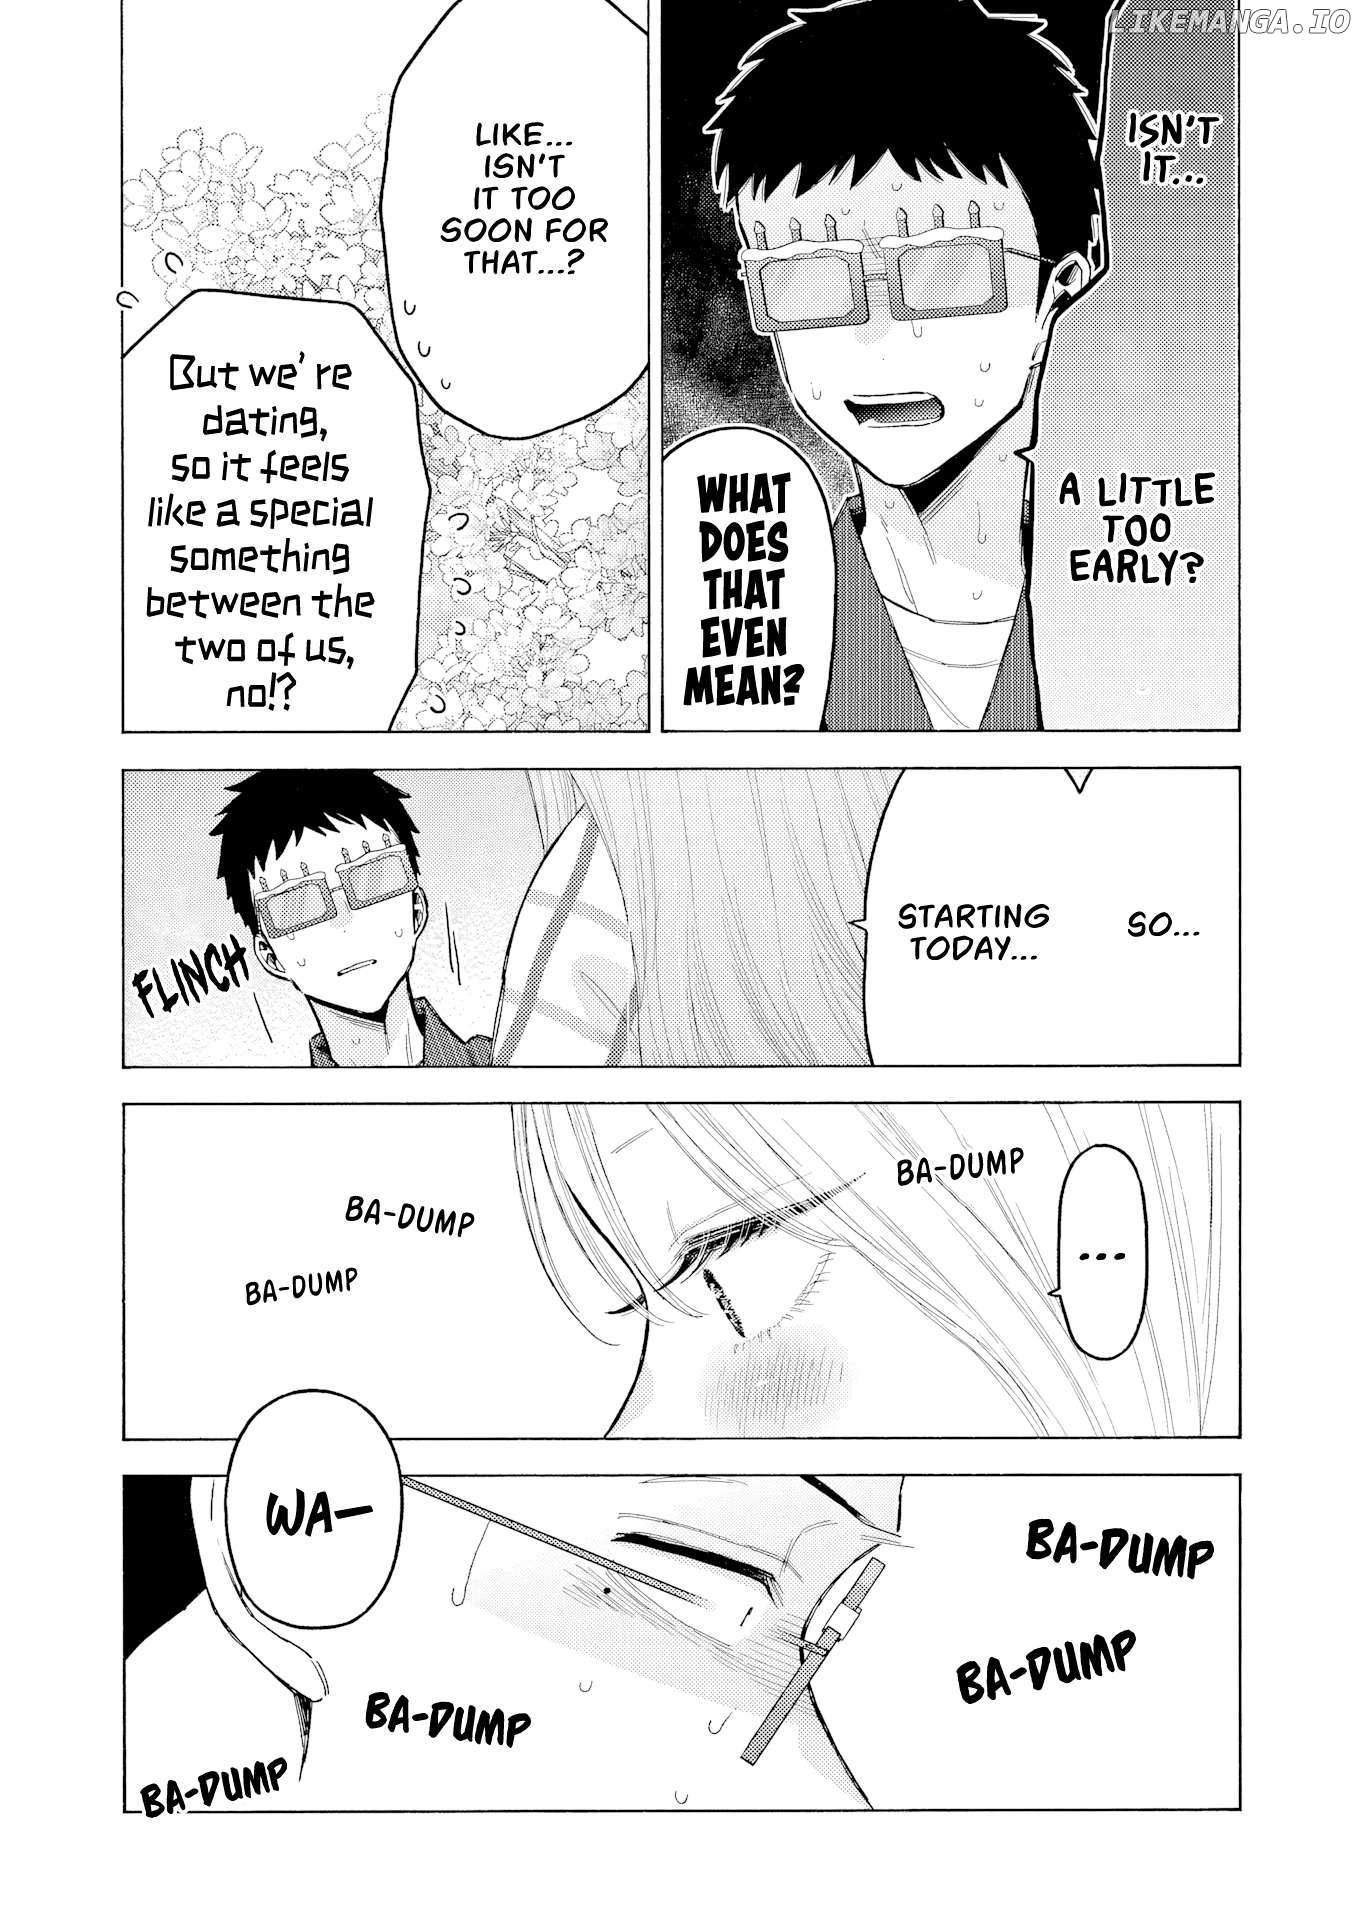 LIKEMANGA.IO
ISN'T
IT...
A LITTLE
TOO
EARLY?
WHAT
DOES
THAT
EVEN
MEAN?
LIKE...
ISN'T
IT TOO
SOON FOR
THAT...?
But we're
dating,
so it feels
like a special
something
between the
two of us,
no!?
SO...
STARTING
TODAY...
FLINCH
...
BA-DUMP
BA-DUMP
BA-DUMP
BA-DUMP
BA-DUMP
WA—
BA-DUMP
BA-DUMP